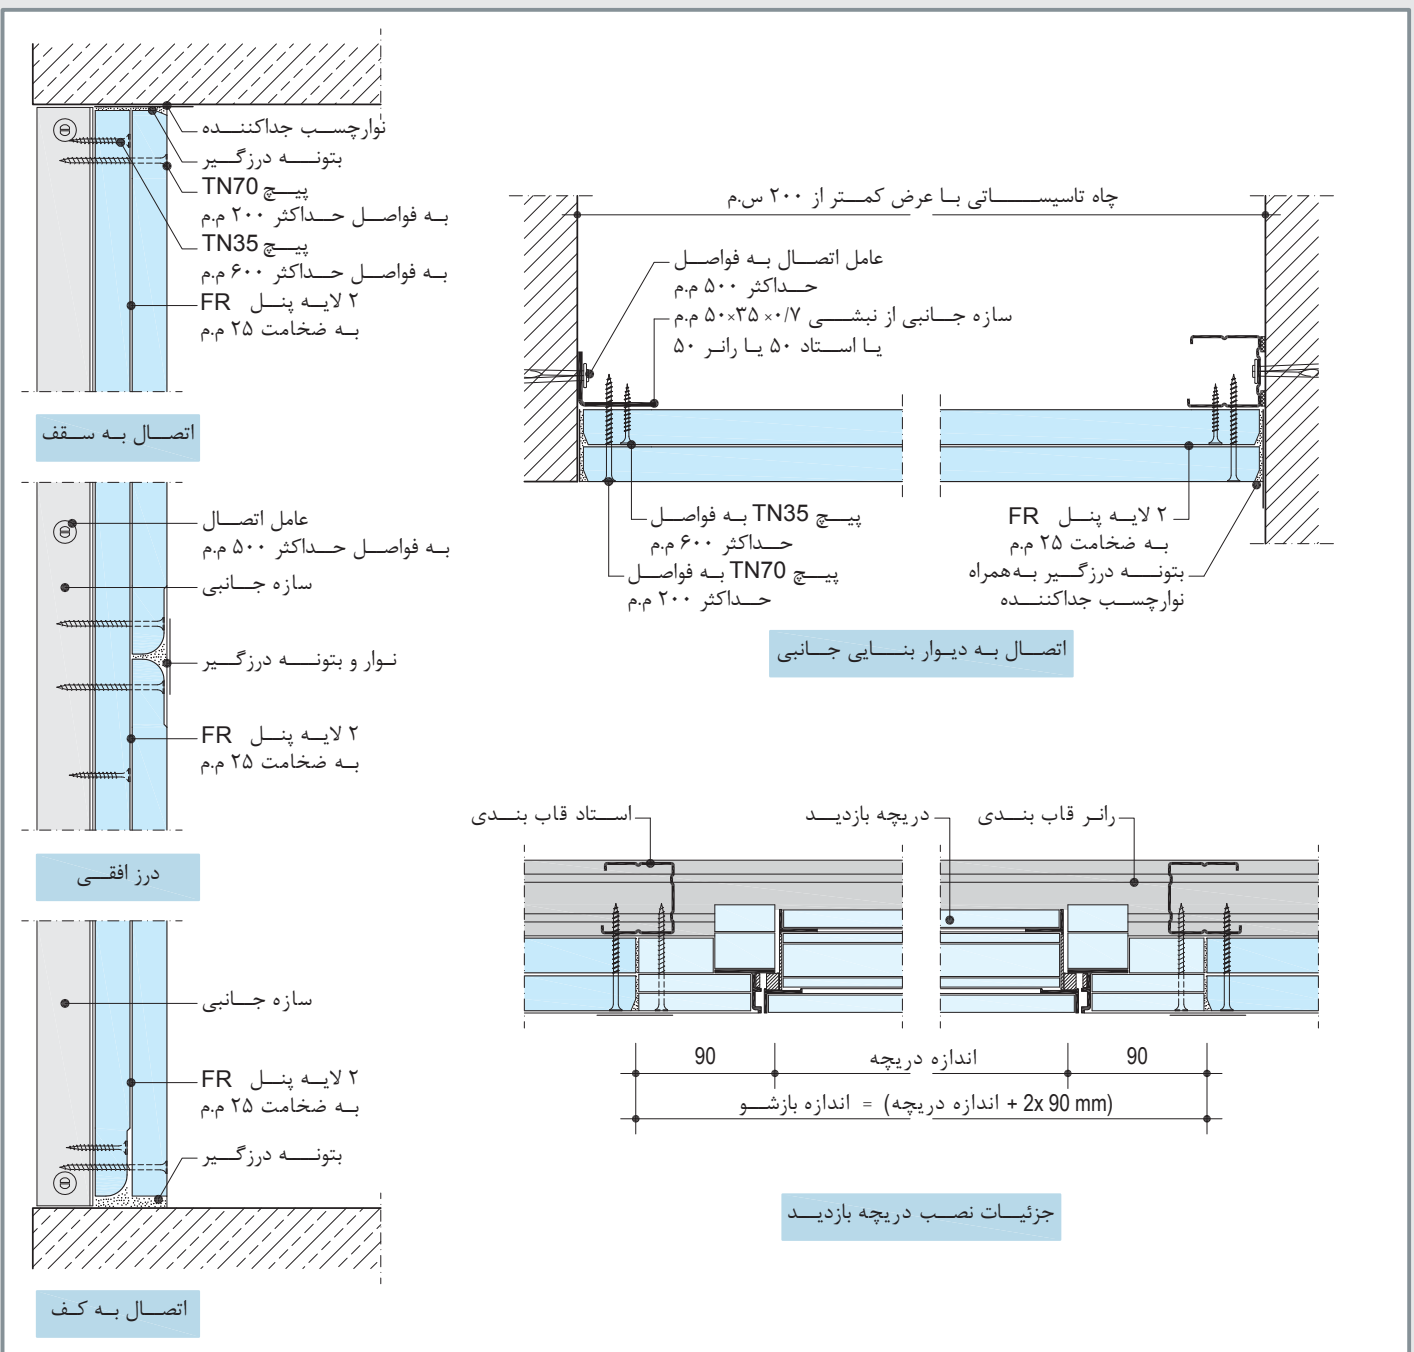 نوارچسب جداکننده
بتونه درزگیر
پیچ TN70
به فواصل حداکثر ۲۰۰ م.م
پیچ TN35
به فواصل حداکثر ۶۰۰ م.م
۲ لایه پنل FR
به ضخامت ۲۵ م.م
اتصال به سقف
عامل اتصال
به فواصل حداکثر ۵۰۰ م.م
سازه جانبی
نوار و بتونه درزگیر
۲ لایه پنل FR
به ضخامت ۲۵ م.م
درز افقی
سازه جانبی
۲ لایه پنل FR
به ضخامت ۲۵ م.م
بتونه درزگیر
اتصال به کف
چاه تاسیساتی با عرض کمتر از ۲۰۰ س.م
عامل اتصال به فواصل
حداکثر ۵۰۰ م.م
سازه جانبی از نبشی ۵۰×۳۵×۰/۷ م.م
یا استاد ۵۰ یا رانر ۵۰
پیچ TN35 به فواصل
حداکثر ۶۰۰ م.م
پیچ TN70 به فواصل
حداکثر ۲۰۰ م.م
۲ لایه پنل FR
به ضخامت ۲۵ م.م
بتونه درزگیر به‌همراه
نوارچسب جداکننده
اتصال به دیوار بنایی جانبی
رانر قاب بندی
دریچه بازدید
استاد قاب بندی
90 اندازه دریچه 90
اندازه بازشو = (اندازه دریچه + 2x 90 mm)
جزئیات نصب دریچه بازدید